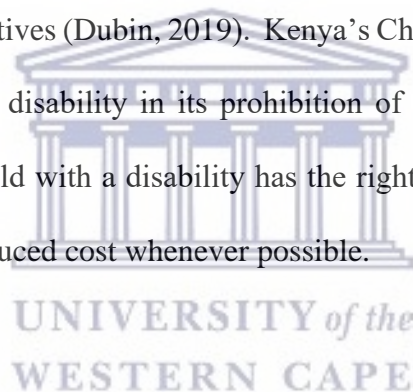 tives (Dubin, 2019). Kenya’s Ch
disability in its prohibition of
ld with a disability has the right
uced cost whenever possible.
UNIVERSITY of the
WESTERN CAPE